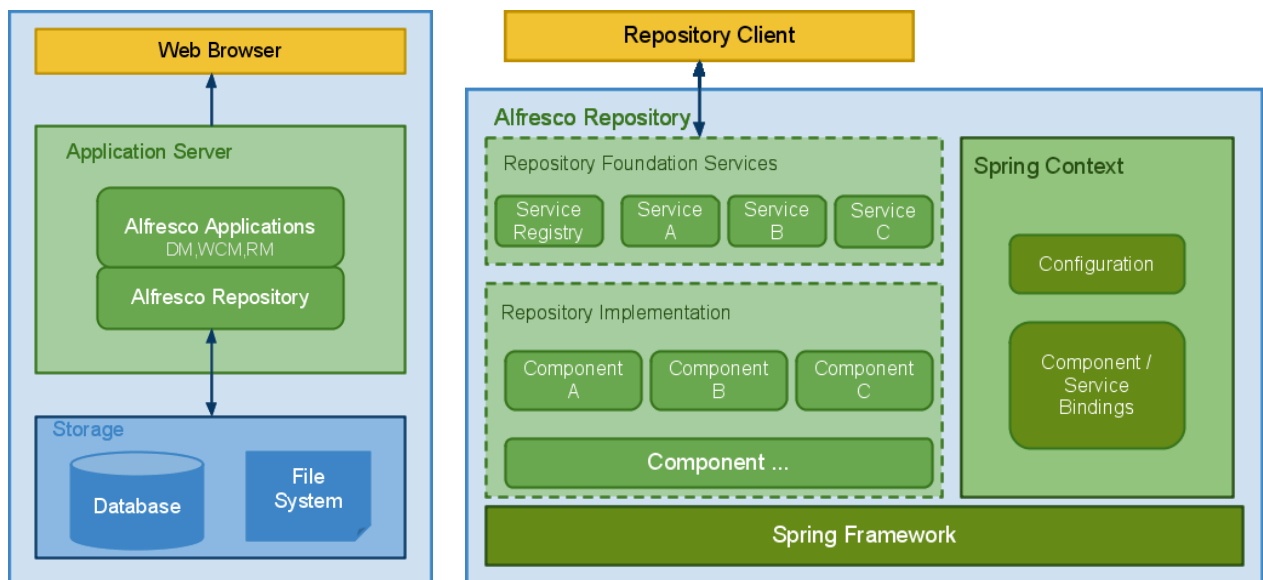 Web Browser
Application Server
Alfresco Applications
DM,WCM,RM
Alfresco Repository
Storage
Database
File
System
Repository Client
Alfresco Repository
Repository Foundation Services
Service
Registry
Service
A
Service
B
Service
C
Repository Implementation
Component
A
Component
B
Component
C
Component ...
Spring Context
Configuration
Component /
Service
Bindings
Spring Framework